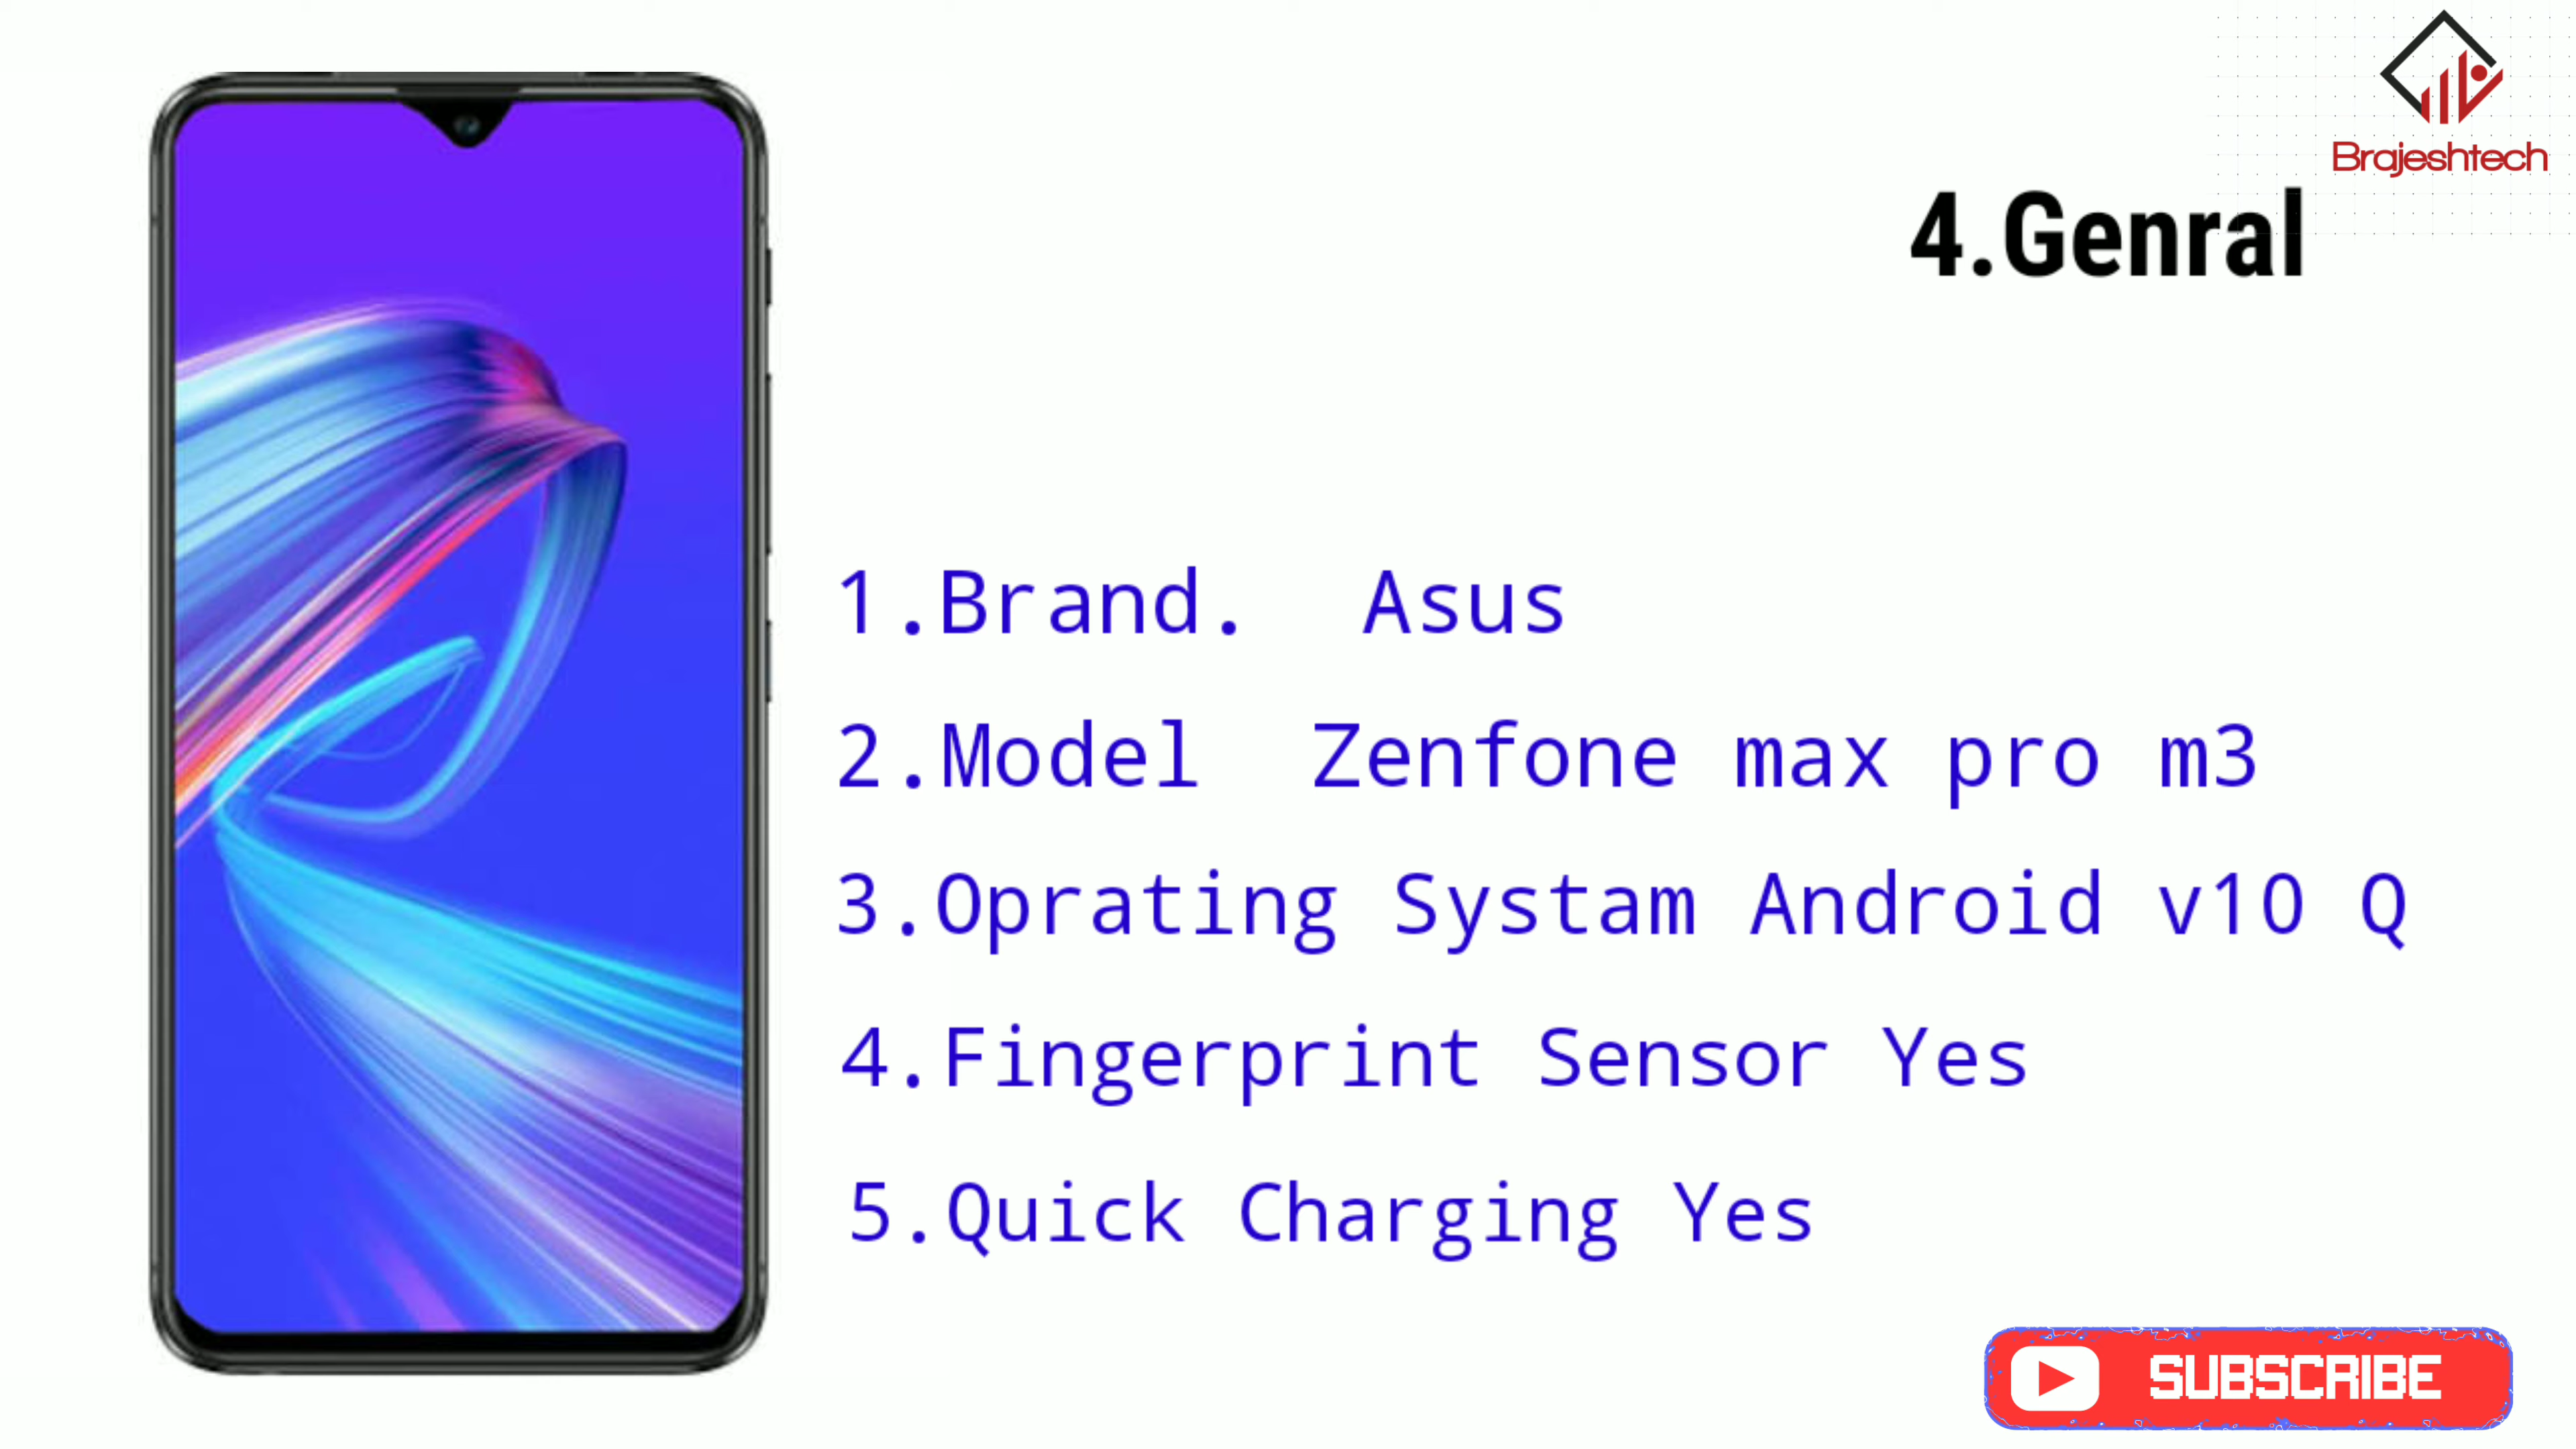 Brajeshtech
4.Genral
1.Brand. Asus
2.Model Zenfone max pro m3
3.Oprating Systam Android v10 Q
4.Fingerprint Sensor Yes
5.Quick Charging Yes
SUBSCRIBE